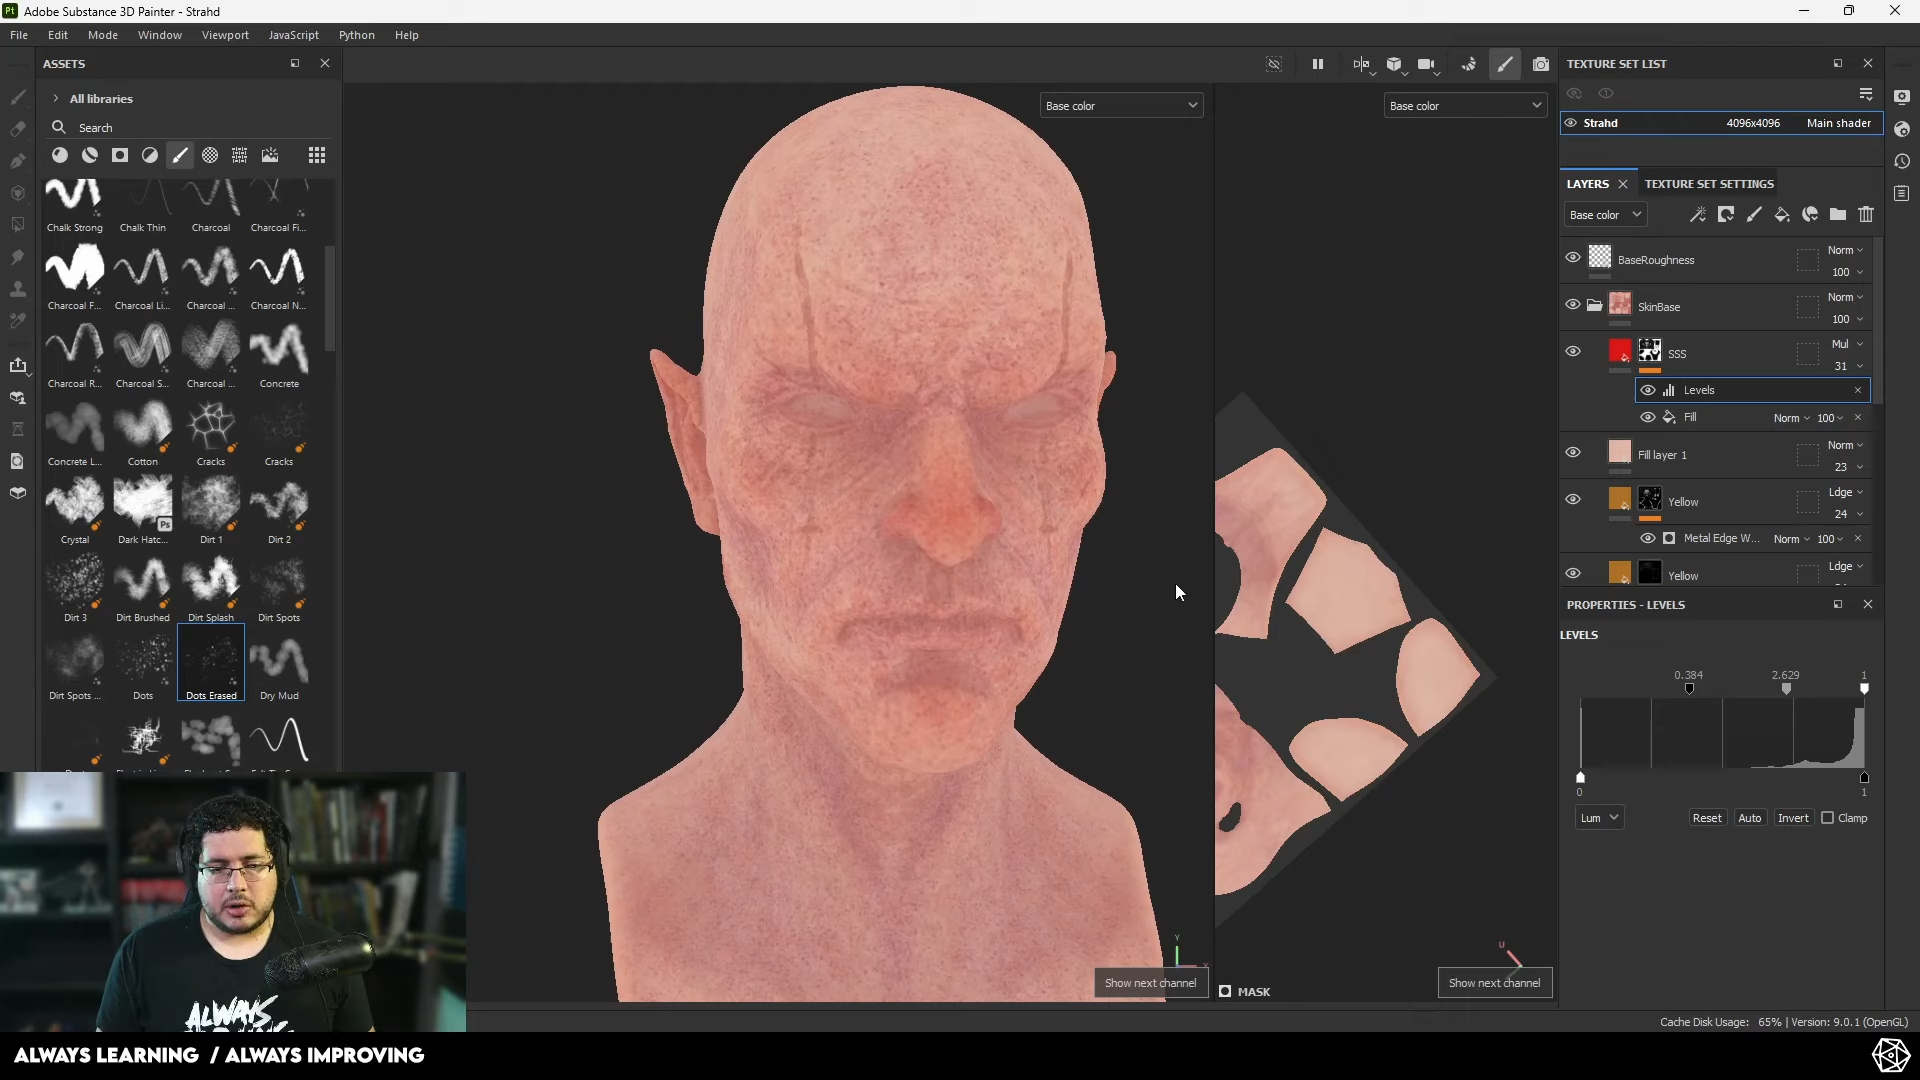 Pt Adobe Substance 3D Painter - Strahd
File Edit Mode Window Viewport JavaScript Python Help
ASSETS
All libraries
Search
Chalk Strong Chalk Thin Charcoal Charcoal Fi...
Charcoal F... Charcoal Li... Charcoal ... Charcoal N...
Charcoal R... Charcoal S... Charcoal ... Concrete
Concrete L... Cotton Cracks Cracks
Crystal Dark Hatc... Dirt 1 Dirt 2
Ps
Dirt 3 Dirt Brushed Dirt Splash Dirt Spots
Dirt Spots ... Dots Dots Erased Dry Mud
Base color
Base color
Show next channel
MASK
Show next channel
Y
U
TEXTURE SET LIST
Strahd 4096x4096 Main shader
LAYERS TEXTURE SET SETTINGS
Base color
BaseRoughness Norm 100
SkinBase Norm 100
SSS Mul 31
Levels
Fill Norm 100
Fill layer 1 Norm 23
Yellow Ldge 24
Metal Edge W... Norm 100
Yellow Ldge
PROPERTIES - LEVELS
LEVELS
0.384 2.629 1
0 1
Lum Reset Auto Invert Clamp
Cache Disk Usage: 65% | Version: 9.0.1 (OpenGL)
ALWAYS
ALWAYS LEARNING / ALWAYS IMPROVING